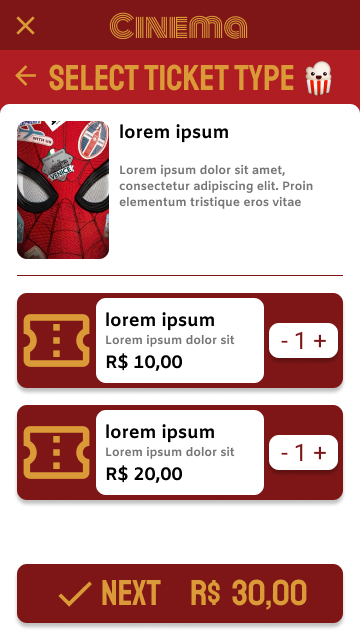 Cinema
SELECT TICKET TYPE
lorem ipsum
Lorem ipsum dolor sit amet,
consectetur adipiscing elit. Proin
elementum tristique eros vitae
VENICE
lorem ipsum
Lorem ipsum dolor sit
R$ 10,00
- 1 +
lorem ipsum
Lorem ipsum dolor sit
R$ 20,00
- 1 +
NEXT R$ 30,00